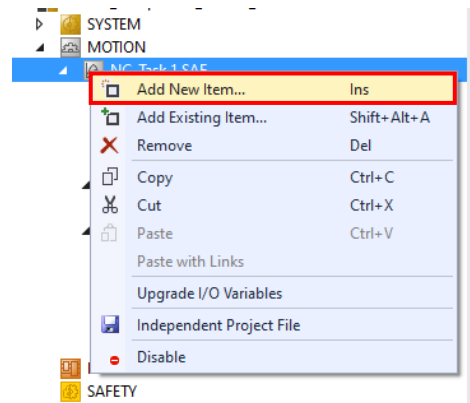 SYSTEM
MOTION
NC-Task 1 SAF
Add New Item... Ins
Add Existing Item... Shift+Alt+A
Remove Del
Copy Ctrl+C
Cut Ctrl+X
Paste Ctrl+V
Paste with Links
Upgrade I/O Variables
Independent Project File
Disable
SAFETY